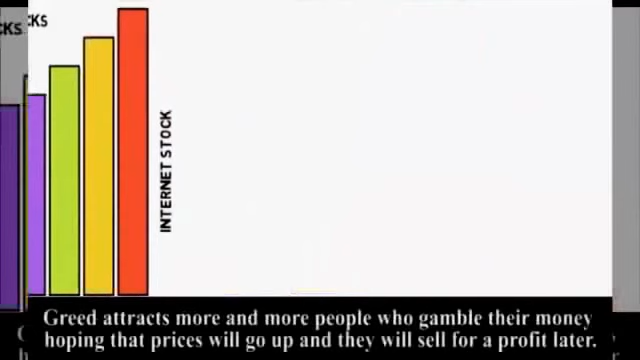 CKS
CKS
INTERNET STOCK
Greed attracts more and more people who gamble their money
hoping that prices will go up and they will sell for a profit later.